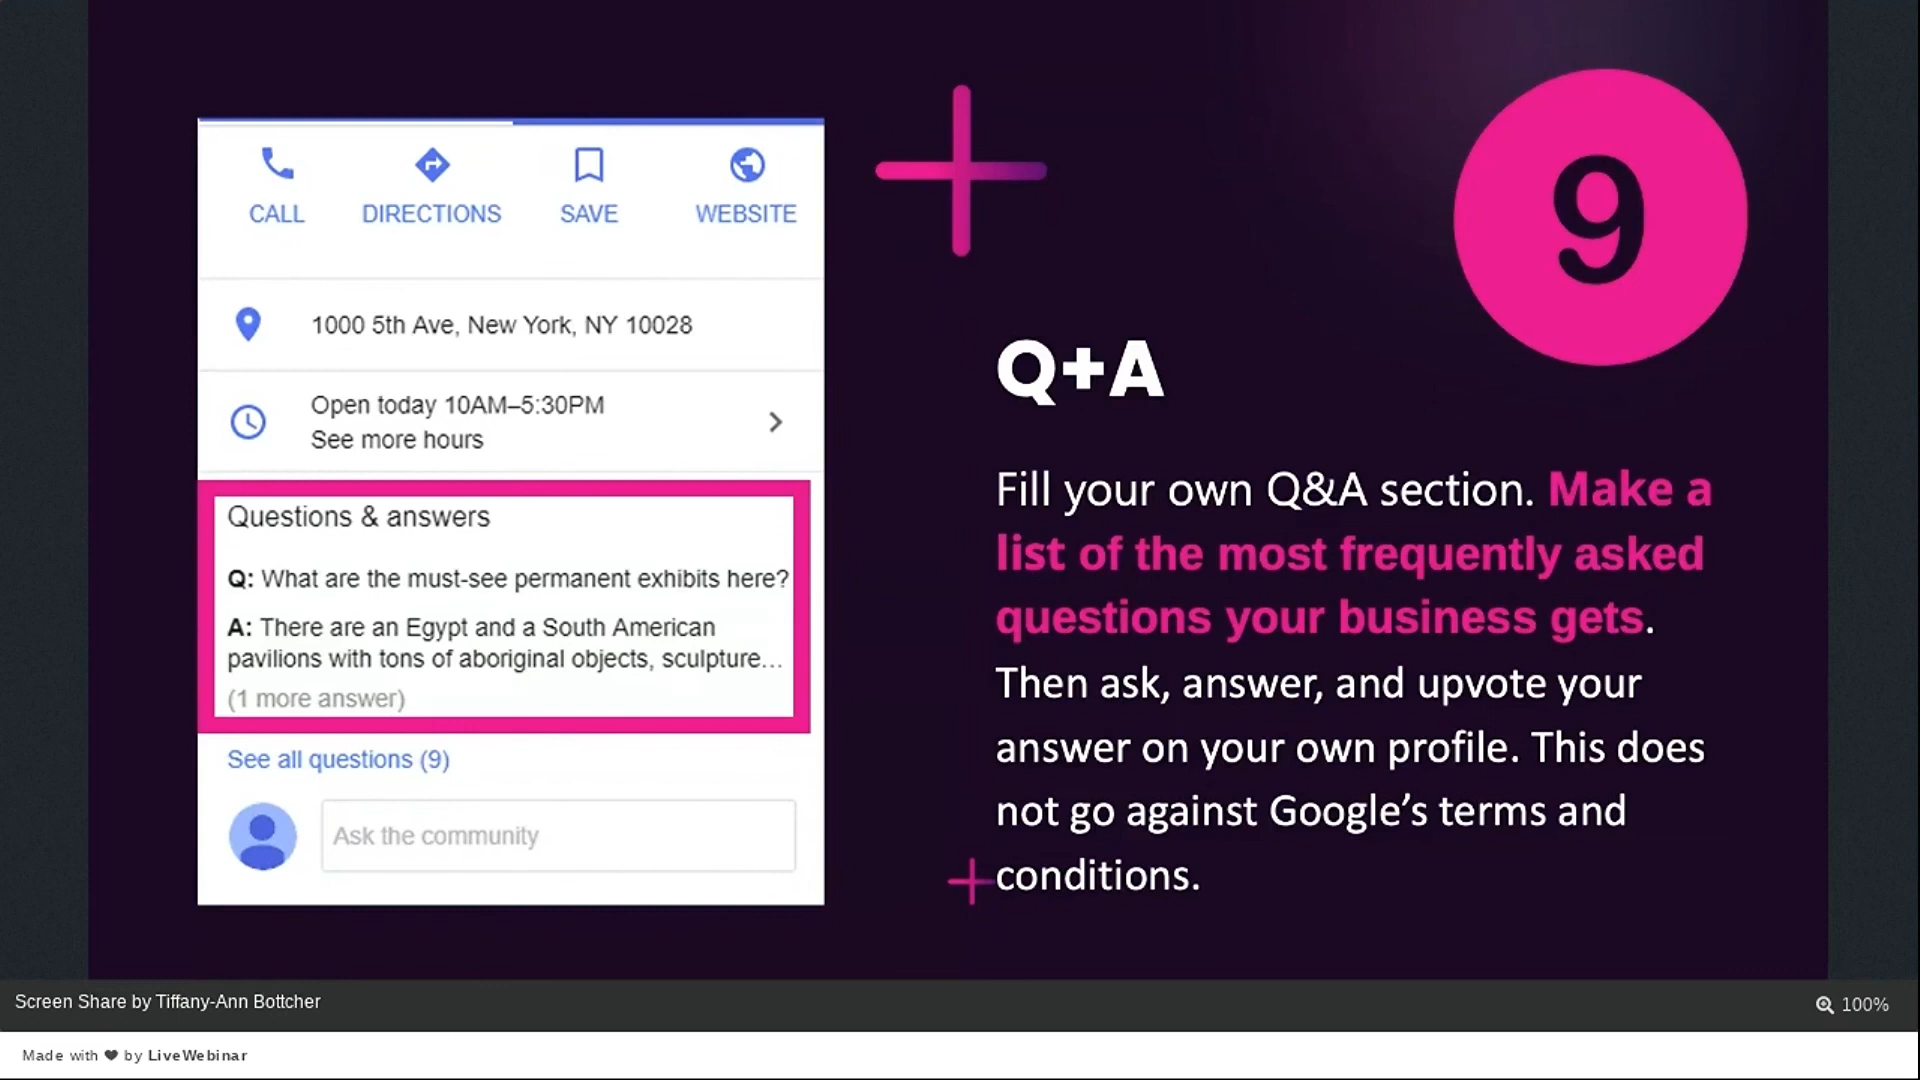 CALL
DIRECTIONS
SAVE
WEBSITE
1000 5th Ave, New York, NY 10028
Open today 10AM–5:30PM
See more hours
Questions & answers
Q: What are the must-see permanent exhibits here?
A: There are an Egypt and a South American
pavilions with tons of aboriginal objects, sculpture...
(1 more answer)
See all questions (9)
Ask the community
9
Q+A
Fill your own Q&A section. Make a
list of the most frequently asked
questions your business gets.
Then ask, answer, and upvote your
answer on your own profile. This does
not go against Google’s terms and
conditions.
Screen Share by Tiffany-Ann Bottcher
100%
Made with ❤ by LiveWebinar